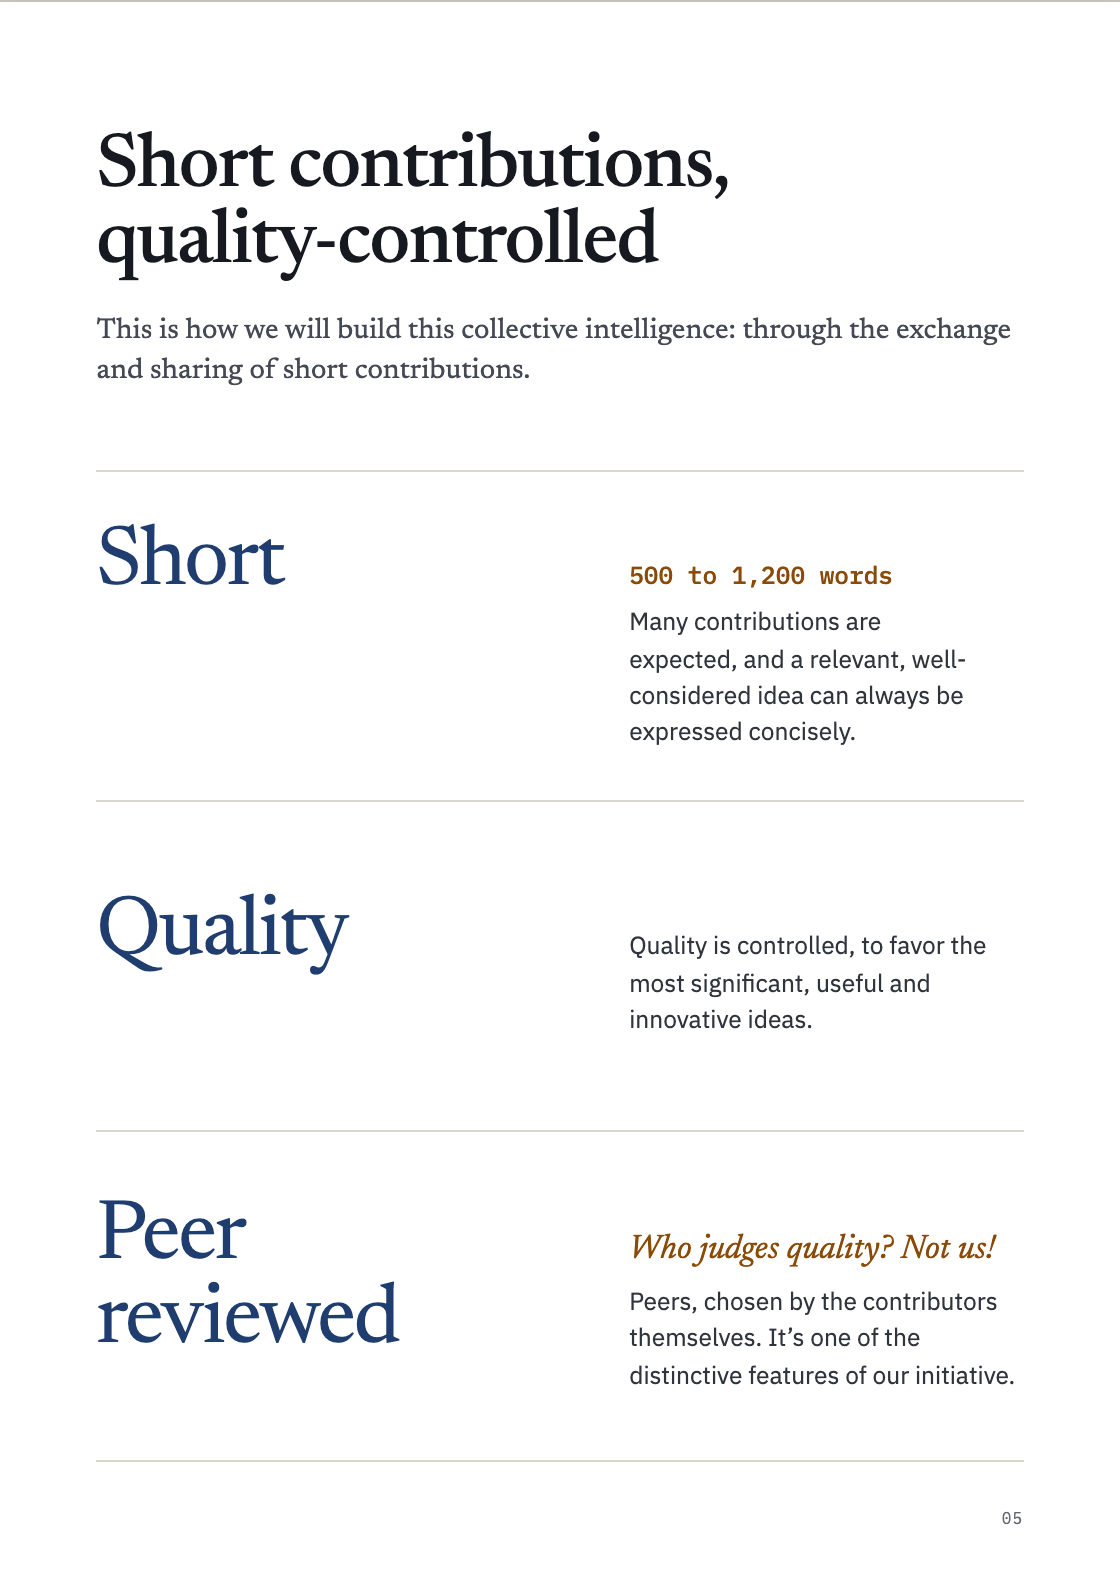 Short contributions,
quality-controlled
This is how we will build this collective intelligence: through the exchange
and sharing of short contributions.
Short
500 to 1,200 words
Many contributions are
expected, and a relevant, well-
considered idea can always be
expressed concisely.
Quality
Quality is controlled, to favor the
most significant, useful and
innovative ideas.
Peer
reviewed
Who judges quality? Not us!
Peers, chosen by the contributors
themselves. It’s one of the
distinctive features of our initiative.
05